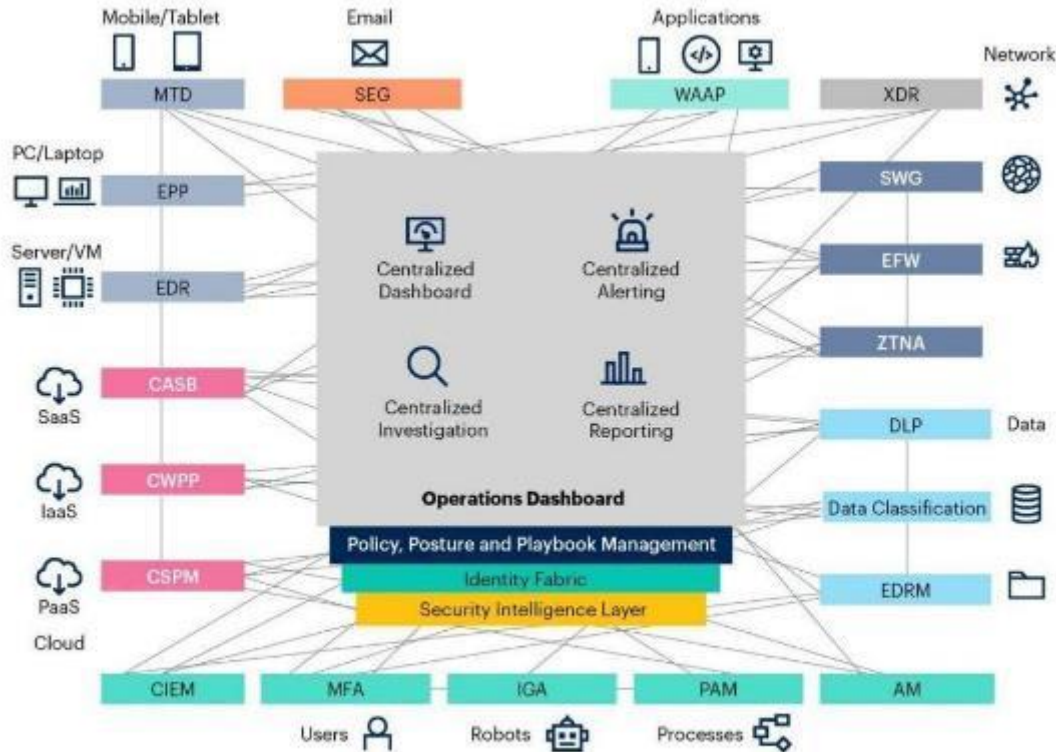 Mobile/Tablet
Email
Applications
Network
MTD
SEG
WAAP
XDR
PC/Laptop
EPP
SWG
Server/VM
EDR
EFW
Centralized
Dashboard
Centralized
Alerting
ZTNA
CASB
SaaS
Centralized
Investigation
Centralized
Reporting
DLP
Data
CWPP
IaaS
Operations Dashboard
Data Classification
Policy, Posture and Playbook Management
CSPM
PaaS
Identity Fabric
EDRM
Security Intelligence Layer
Cloud
CIEM
MFA
IGA
PAM
AM
Users
Robots
Processes